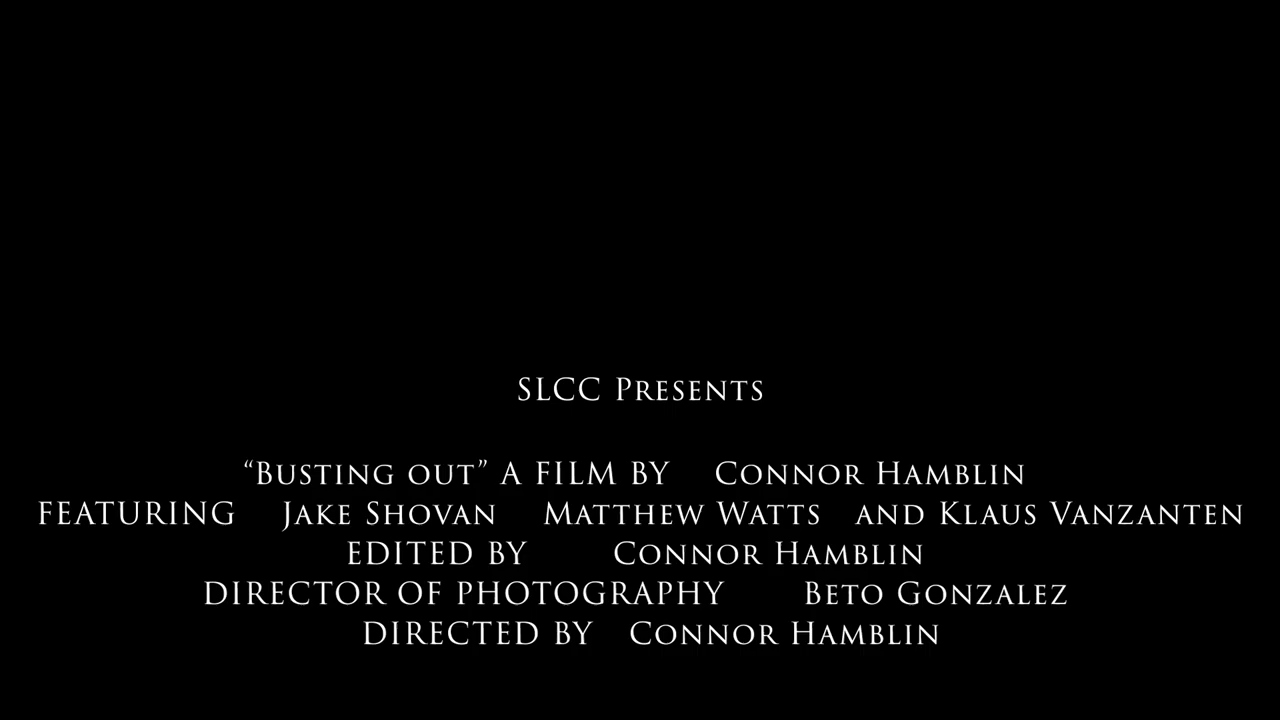 SLCC Presents
“Busting out” A FILM BY Connor Hamblin
FEATURING Jake Shovan Matthew Watts and Klaus Vanzanten
EDITED BY Connor Hamblin
DIRECTOR OF PHOTOGRAPHY Beto Gonzalez
DIRECTED BY Connor Hamblin